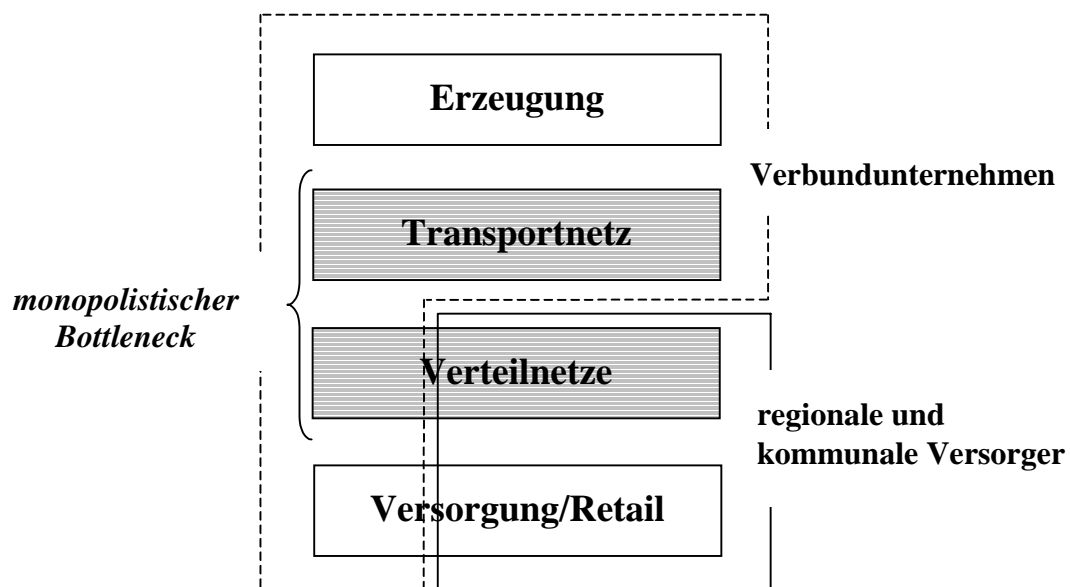 Erzeugung
Verbundunternehmen
Transportnetz
monopolistischer
Bottleneck
Verteilnetze
regionale und
kommunale Versorger
Versorgung/Retail